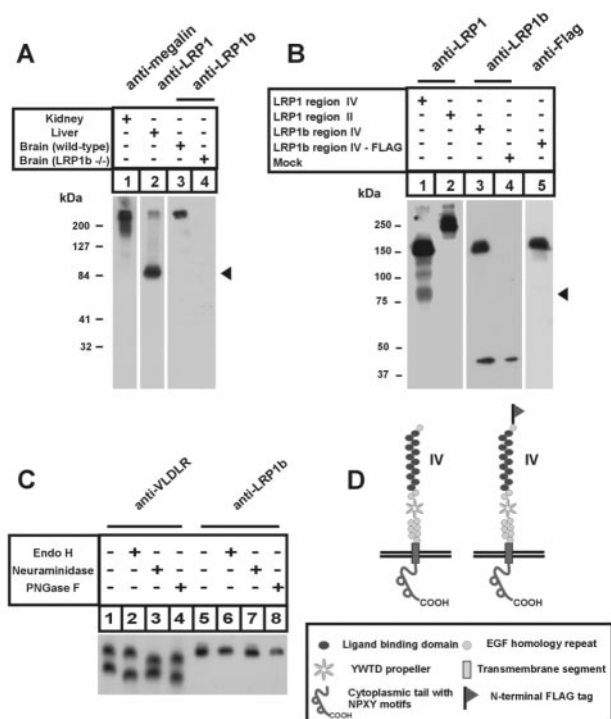 A
anti-megalin
anti-LRP1
anti-LRP1b
Kidney + - - -
Liver - + - -
Brain (wild-type) - - + -
Brain (LRP1b -/-) - - - +
1 2 3 4
kDa
200 -
127 -
84 -
41 -
32 -
B
anti-LRP1
anti-LRP1b
anti-Flag
LRP1 region IV + - - - -
LRP1 region II - + - - -
LRP1b region IV - - + - -
LRP1b region IV - FLAG - - - - +
Mock - - - + -
1 2 3 4 5
kDa
250 -
150 -
100 -
75 -
50 -
37 -
C
anti-VLDLR
anti-LRP1b
Endo H - + - - - + - -
Neuraminidase - - + - - - + -
PNGase F - - - + - - - +
1 2 3 4 5 6 7 8
D
IV
IV
COOH
COOH
Ligand binding domain
EGF homology repeat
YWTD propeller
Transmembrane segment
Cytoplasmic tail with
NPXY motifs
COOH
N-terminal FLAG tag